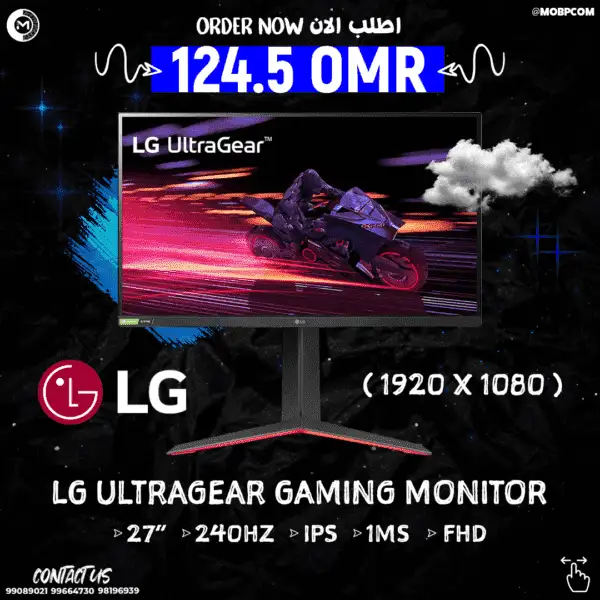 M
@MOBPCOM
ORDER NOW اطلب الان
124.5 OMR
LG UltraGear™
LG
LG
( 1920 X 1080 )
LG ULTRAGEAR GAMING MONITOR
27” 240HZ IPS 1MS FHD
CONTACT US
99089021 99664730 98196939